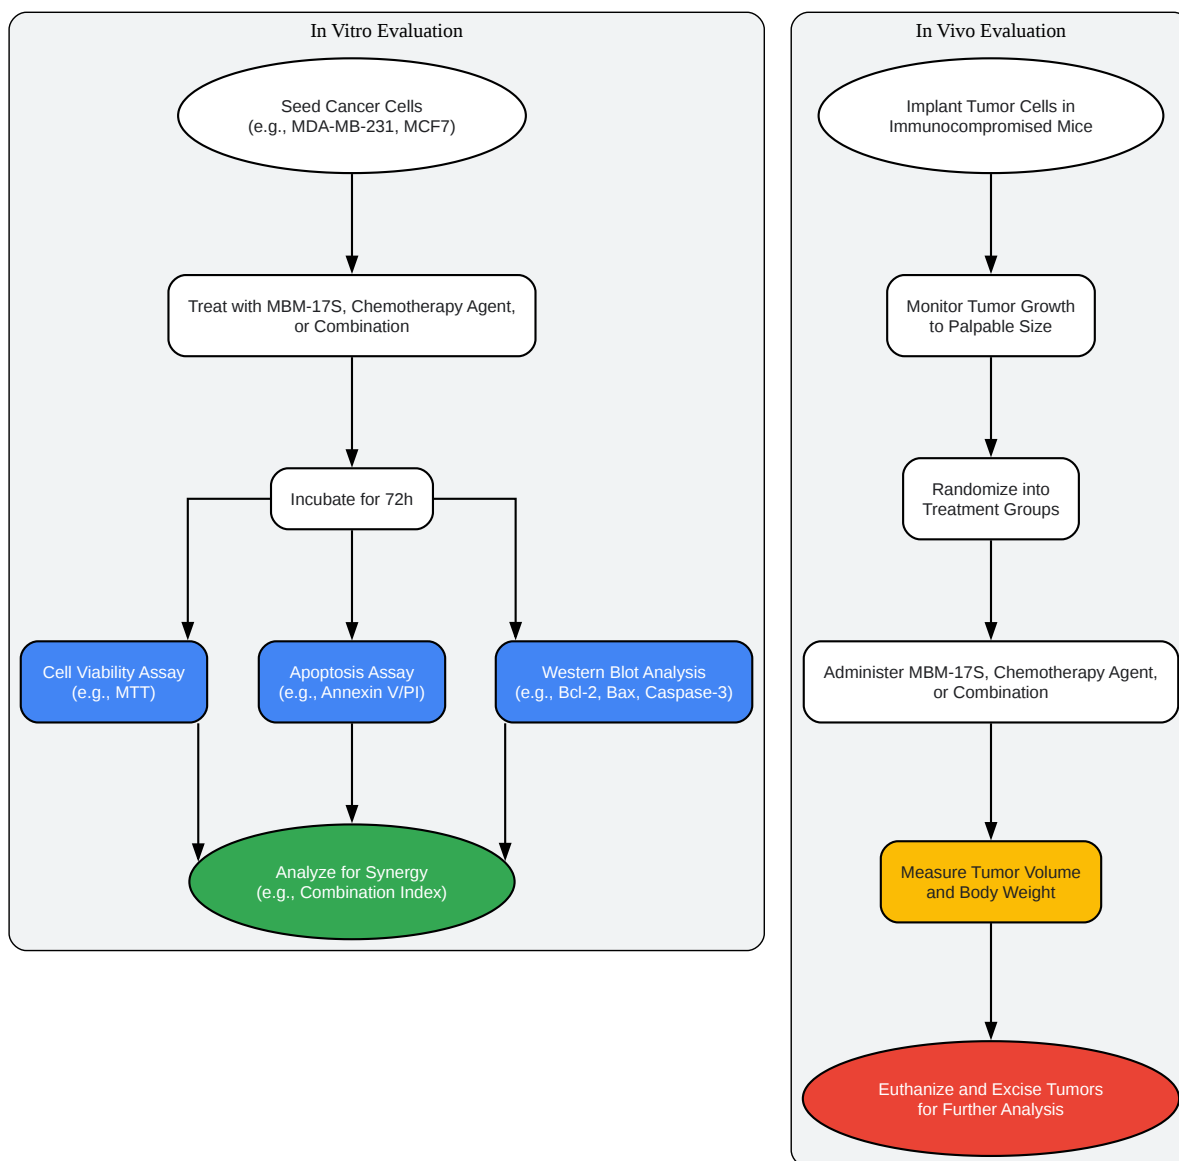 In Vitro Evaluation
Seed Cancer Cells
(e.g., MDA-MB-231, MCF7)
Treat with MBM-17S, Chemotherapy Agent,
or Combination
Incubate for 72h
Cell Viability Assay
(e.g., MTT)
Apoptosis Assay
(e.g., Annexin V/PI)
Western Blot Analysis
(e.g., Bcl-2, Bax, Caspase-3)
Analyze for Synergy
(e.g., Combination Index)
In Vivo Evaluation
Implant Tumor Cells in
Immunocompromised Mice
Monitor Tumor Growth
to Palpable Size
Randomize into
Treatment Groups
Administer MBM-17S, Chemotherapy Agent,
or Combination
Measure Tumor Volume
and Body Weight
Euthanize and Excise Tumors
for Further Analysis